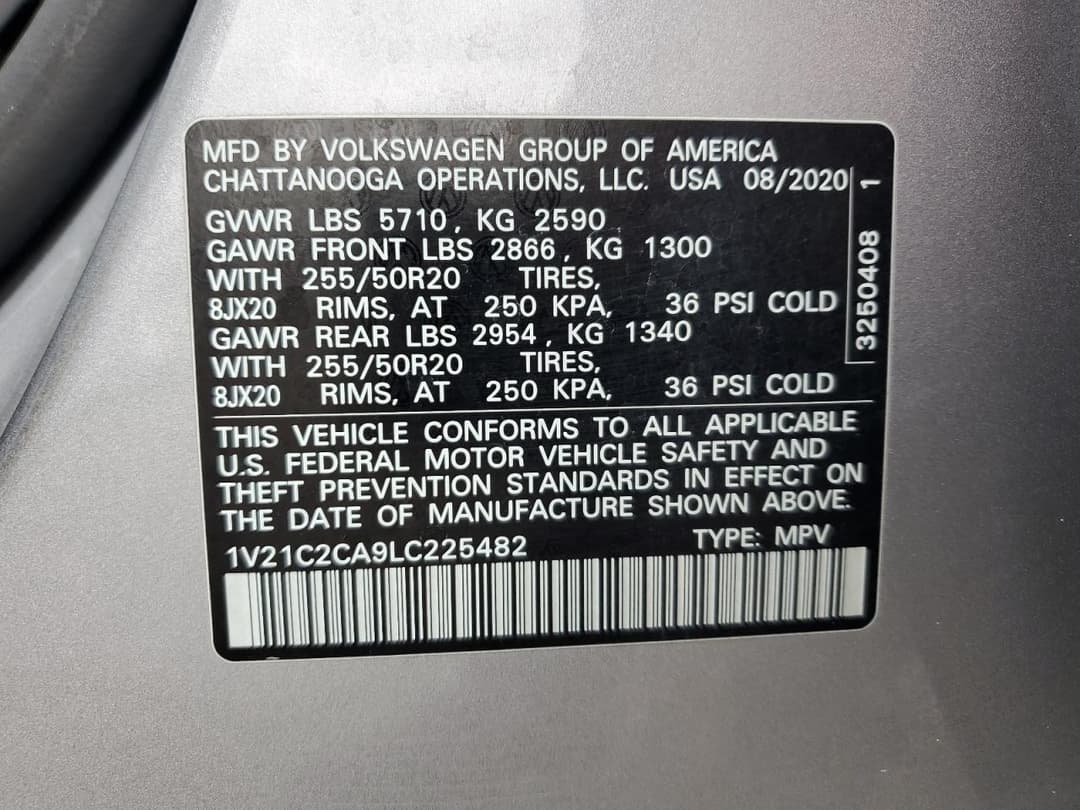 MFD BY VOLKSWAGEN GROUP OF AMERICA
CHATTANOOGA OPERATIONS, LLC. USA 08/2020
GVWR LBS 5710, KG 2590
GAWR FRONT LBS 2866, KG 1300
WITH 255/50R20 TIRES,
8JX20 RIMS, AT 250 KPA, 36 PSI COLD
GAWR REAR LBS 2954, KG 1340
WITH 255/50R20 TIRES,
8JX20 RIMS, AT 250 KPA, 36 PSI COLD
THIS VEHICLE CONFORMS TO ALL APPLICABLE
U.S. FEDERAL MOTOR VEHICLE SAFETY AND
THEFT PREVENTION STANDARDS IN EFFECT ON
THE DATE OF MANUFACTURE SHOWN ABOVE.
1V21C2CA9LC225482 TYPE: MPV
3250408 1